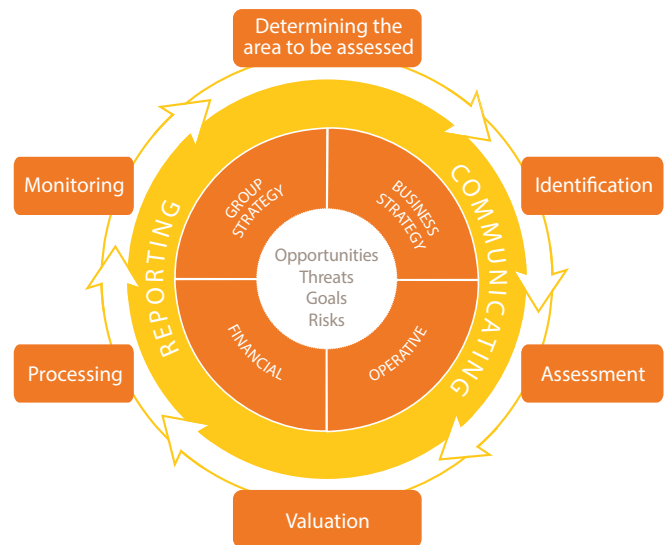 Determining the
area to be assessed
Monitoring
Identification
REPORTING
COMMUNICATING
GROUP
STRATEGY
BUSINESS
STRATEGY
Opportunities
Threats
Goals
Risks
FINANCIAL
OPERATIVE
Processing
Assessment
Valuation